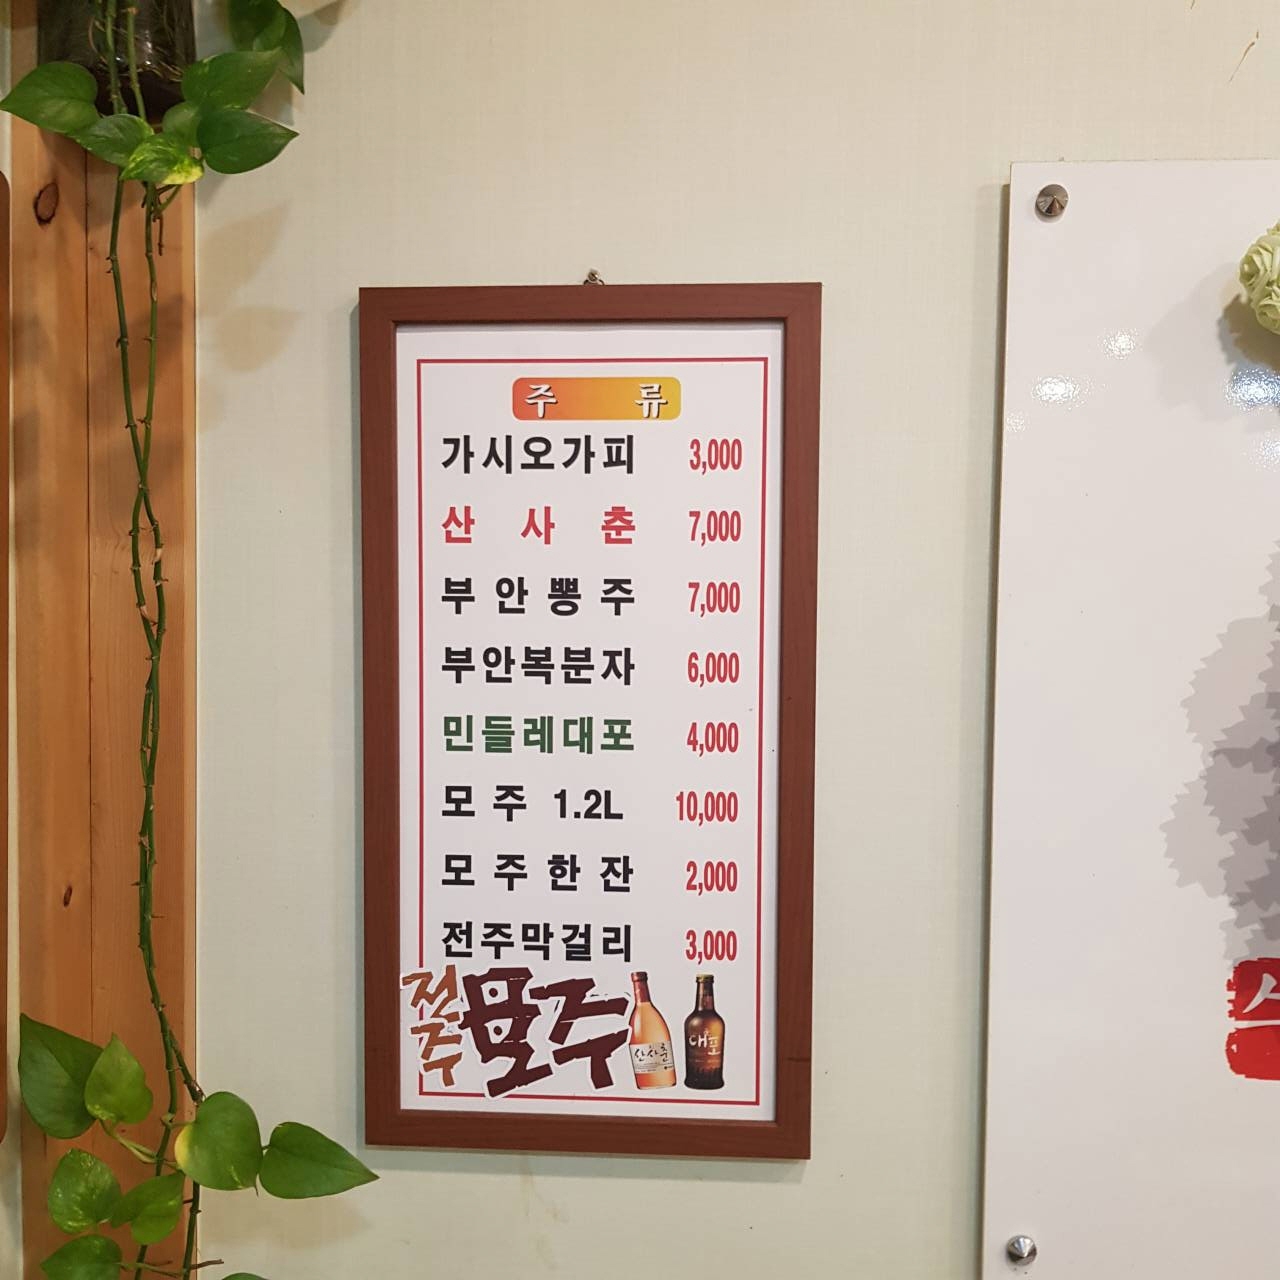 주 류
가시오가피 3,000
산 사 춘 7,000
부 안 뽕 주 7,000
부안복분자 6,000
민들레대포 4,000
모 주 1.2L 10,000
모 주 한 잔 2,000
전주막걸리 3,000
전주 모주
산사춘
대포